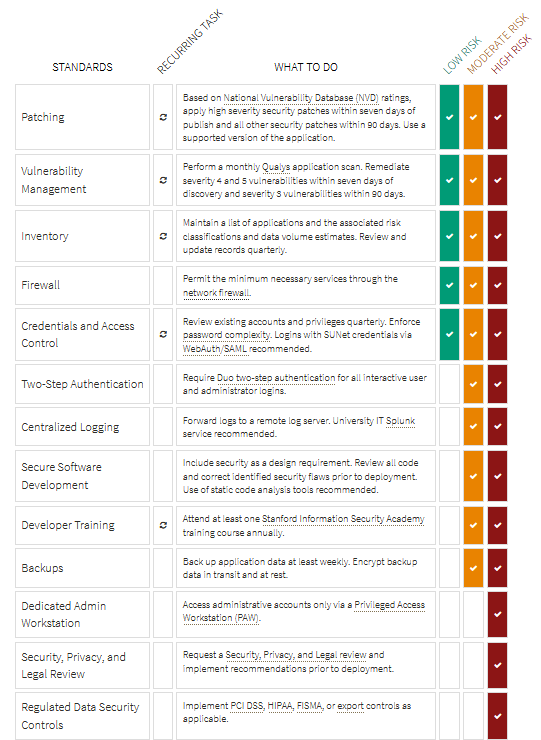 STANDARDS
RECURRING TASK
WHAT TO DO
LOW RISK
MODERATE RISK
HIGH RISK
Patching
Based on National Vulnerability Database (NVD) ratings,
apply high severity security patches within seven days of
publish and all other security patches within 90 days. Use a
supported version of the application.
Vulnerability
Management
Perform a monthly Qualys application scan. Remediate
severity 4 and 5 vulnerabilities within seven days of
discovery and severity 3 vulnerabilities within 90 days.
Inventory
Maintain a list of applications and the associated risk
classifications and data volume estimates. Review and
update records quarterly.
Firewall
Permit the minimum necessary services through the
network firewall.
Credentials and Access
Control
Review existing accounts and privileges quarterly. Enforce
password complexity. Logins with SUNet credentials via
WebAuth/SAML recommended.
Two-Step Authentication
Require Duo two-step authentication for all interactive user
and administrator logins.
Centralized Logging
Forward logs to a remote log server. University IT Splunk
service recommended.
Secure Software
Development
Include security as a design requirement. Review all code
and correct identified security flaws prior to deployment.
Use of static code analysis tools recommended.
Developer Training
Attend at least one Stanford Information Security Academy
training course annually.
Backups
Back up application data at least weekly. Encrypt backup
data in transit and at rest.
Dedicated Admin
Workstation
Access administrative accounts only via a Privileged Access
Workstation (PAW).
Security, Privacy, and
Legal Review
Request a Security, Privacy, and Legal review and
implement recommendations prior to deployment.
Regulated Data Security
Controls
Implement PCI DSS, HIPAA, FISMA, or export controls as
applicable.